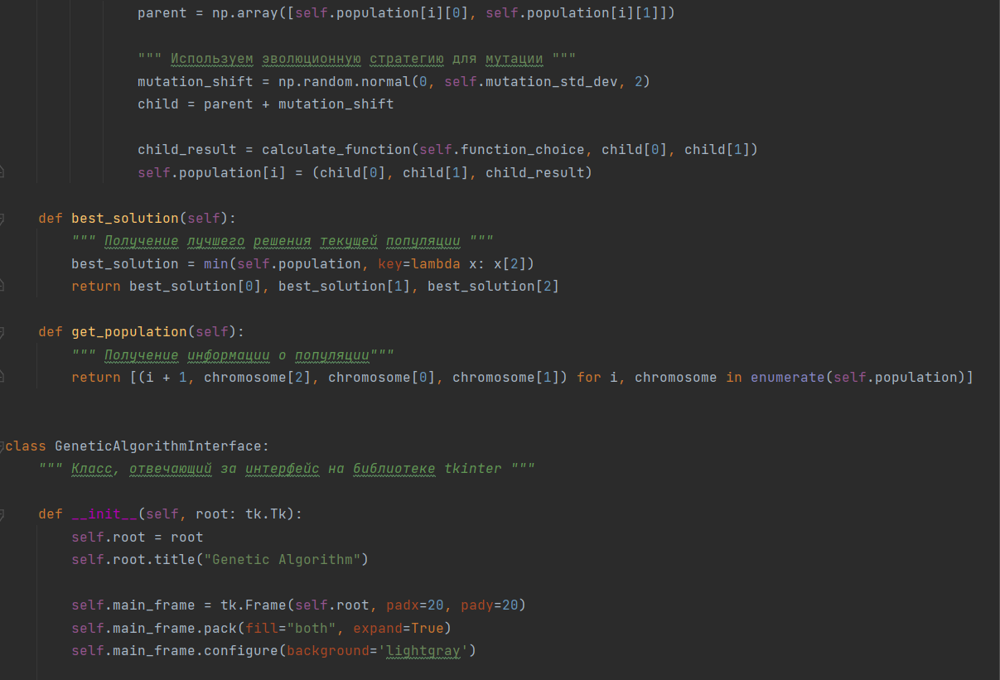 parent = np.array([self.population[i][0], self.population[i][1]])
""" Используем эволюционную стратегию для мутации """
mutation_shift = np.random.normal(0, self.mutation_std_dev, 2)
child = parent + mutation_shift
child_result = calculate_function(self.function_choice, child[0], child[1])
self.population[i] = (child[0], child[1], child_result)
def best_solution(self):
""" Получение лучшего решения текущей популяции """
best_solution = min(self.population, key=lambda x: x[2])
return best_solution[0], best_solution[1], best_solution[2]
def get_population(self):
""" Получение информации о популяции"""
return [(i + 1, chromosome[2], chromosome[0], chromosome[1]) for i, chromosome in enumerate(self.population)]
class GeneticAlgorithmInterface:
""" Класс, отвечающий за интерфейс на библиотеке tkinter """
def __init__(self, root: tk.Tk):
self.root = root
self.root.title("Genetic Algorithm")
self.main_frame = tk.Frame(self.root, padx=20, pady=20)
self.main_frame.pack(fill="both", expand=True)
self.main_frame.configure(background='lightgray')